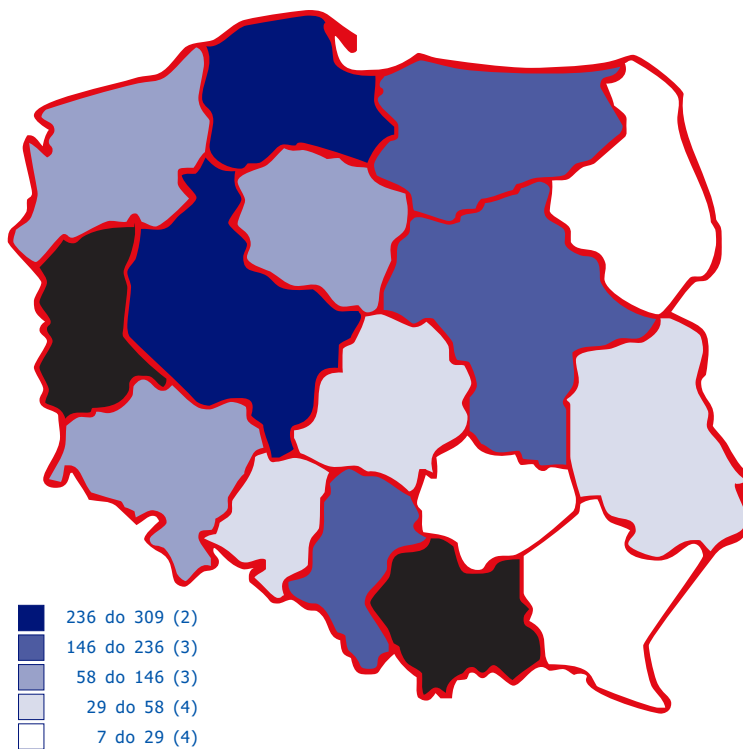 236 do 309 (2)
146 do 236 (3)
58 do 146 (3)
29 do 58 (4)
7 do 29 (4)